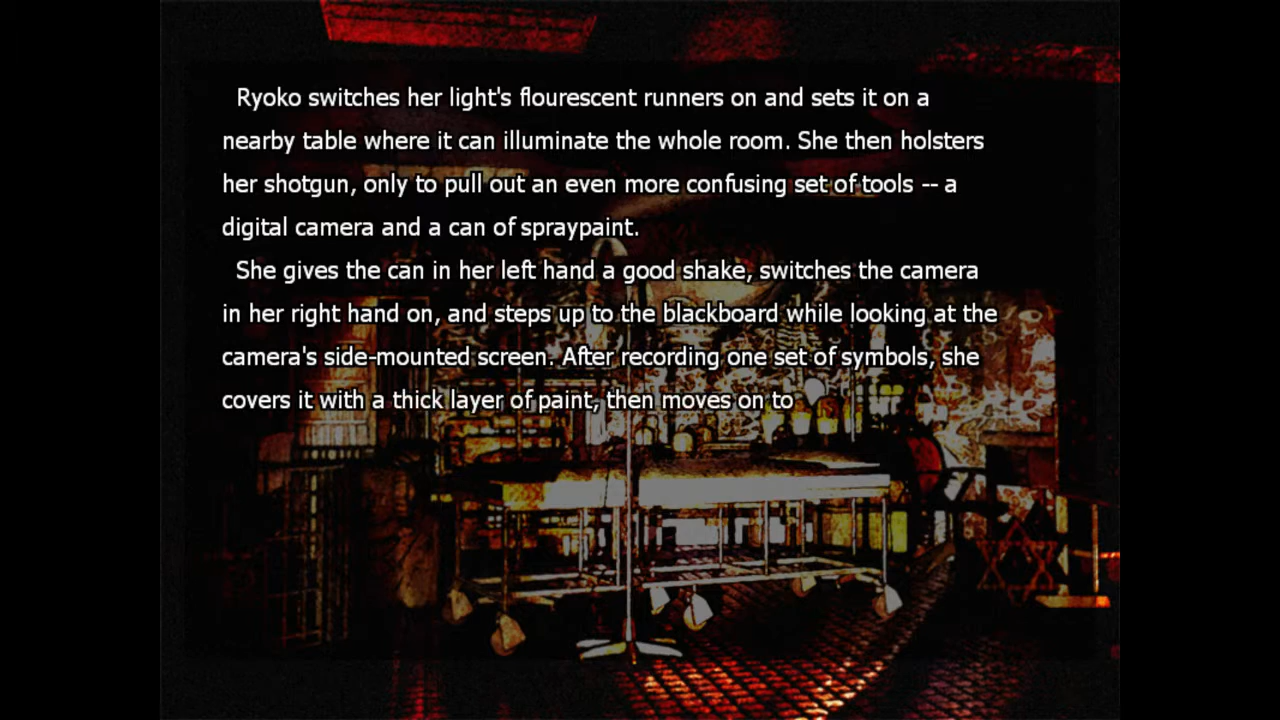 Ryoko switches her light's flourescent runners on and sets it on a
nearby table where it can illuminate the whole room. She then holsters
her shotgun, only to pull out an even more confusing set of tools -- a
digital camera and a can of spraypaint.
She gives the can in her left hand a good shake, switches the camera
in her right hand on, and steps up to the blackboard while looking at the
camera's side-mounted screen. After recording one set of symbols, she
covers it with a thick layer of paint, then moves on to